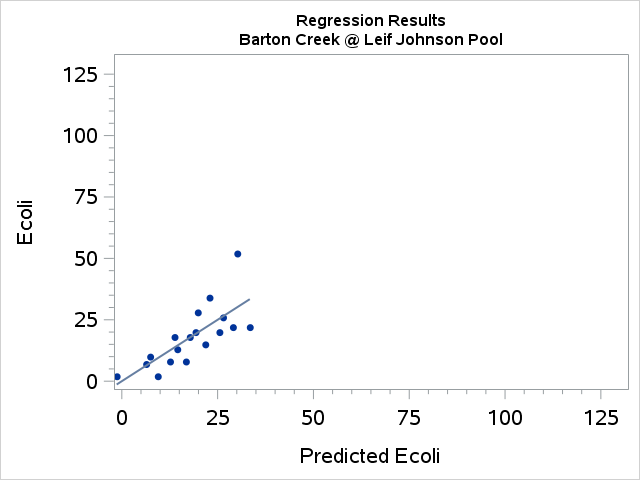 Regression Results
Barton Creek @ Leif Johnson Pool
125
100
75
50
25
0
Ecoli
0 25 50 75 100 125
Predicted Ecoli